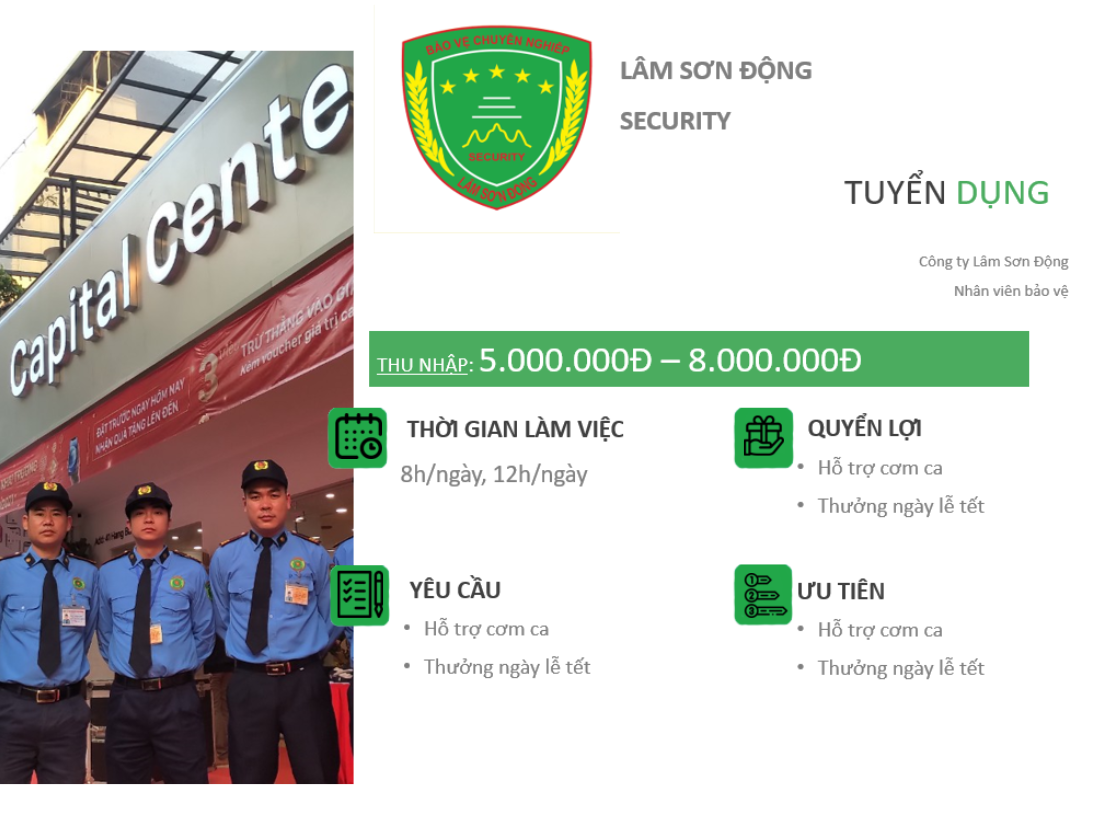 BẢO VỆ CHUYÊN NGHIỆP
SECURITY
LÂM SƠN ĐỘNG
LÂM SƠN ĐỘNG
SECURITY
TUYỂN DỤNG
Công ty Lâm Sơn Động
Nhân viên bảo vệ
Capital Cente
TRỪ THẲNG VÀO GI
Kèm voucher giá trị
3
ĐẶT TRƯỚC NGAY HÔM NAY
NHẬN QUÀ TẶNG LÊN ĐẾN
THU NHẬP: 5.000.000Đ – 8.000.000Đ
THỜI GIAN LÀM VIỆC
8h/ngày, 12h/ngày
QUYỂN LỢI
• Hỗ trợ cơm ca
• Thưởng ngày lễ tết
YÊU CẦU
• Hỗ trợ cơm ca
• Thưởng ngày lễ tết
ƯU TIÊN
• Hỗ trợ cơm ca
• Thưởng ngày lễ tết